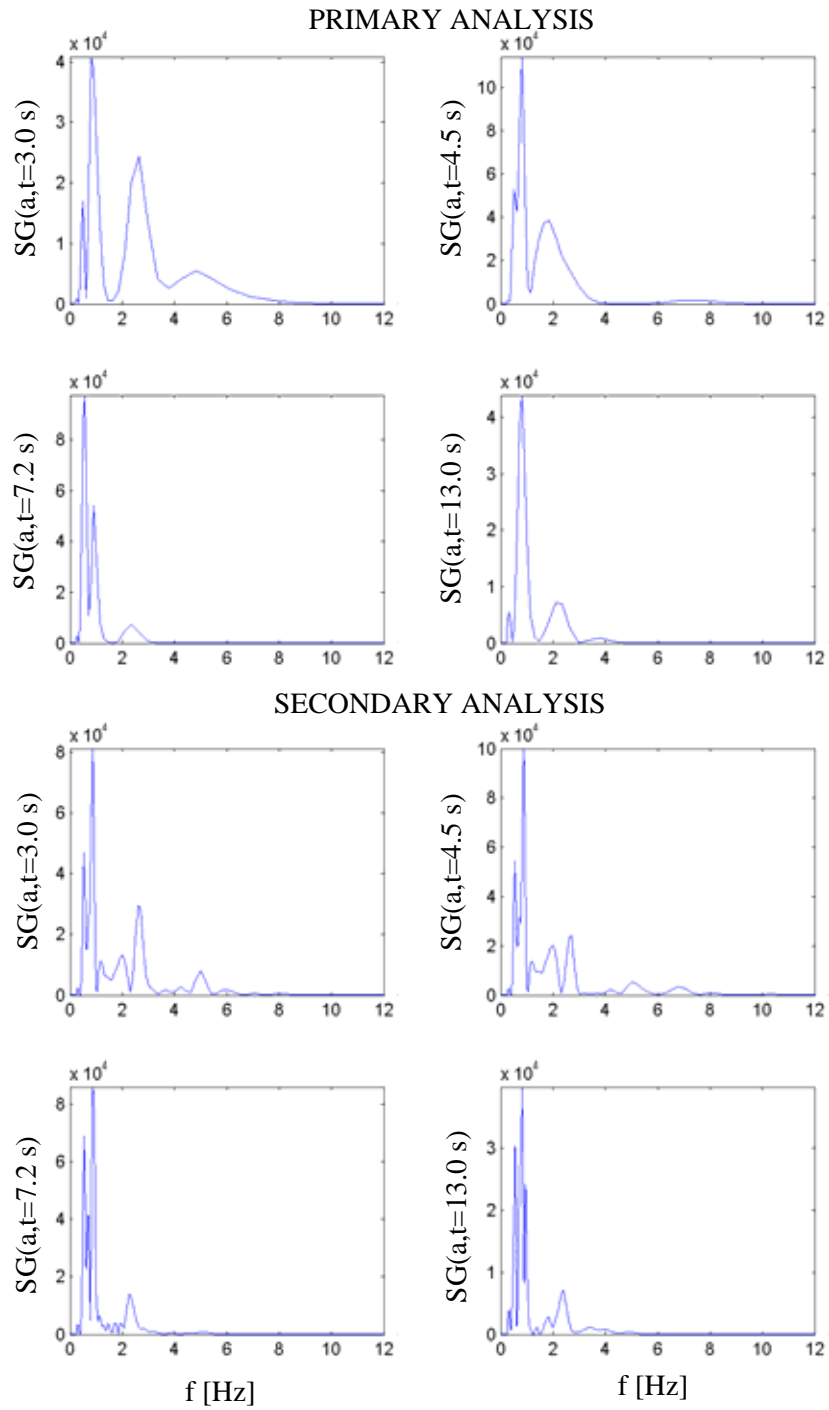 PRIMARY ANALYSIS
x 10^4
SG(a,t=3.0 s)
4
3
2
1
0
0 2 4 6 8 10 12
x 10^4
SG(a,t=4.5 s)
10
8
6
4
2
0
0 2 4 6 8 10 12
x 10^4
SG(a,t=7.2 s)
8
6
4
2
0
0 2 4 6 8 10 12
x 10^4
SG(a,t=13.0 s)
4
3
2
1
0
0 2 4 6 8 10 12
SECONDARY ANALYSIS
x 10^4
SG(a,t=3.0 s)
8
6
4
2
0
0 2 4 6 8 10 12
x 10^4
SG(a,t=4.5 s)
10
8
6
4
2
0
0 2 4 6 8 10 12
x 10^4
SG(a,t=7.2 s)
8
6
4
2
0
0 2 4 6 8 10 12
f [Hz]
x 10^4
SG(a,t=13.0 s)
3
2
1
0
0 2 4 6 8 10 12
f [Hz]